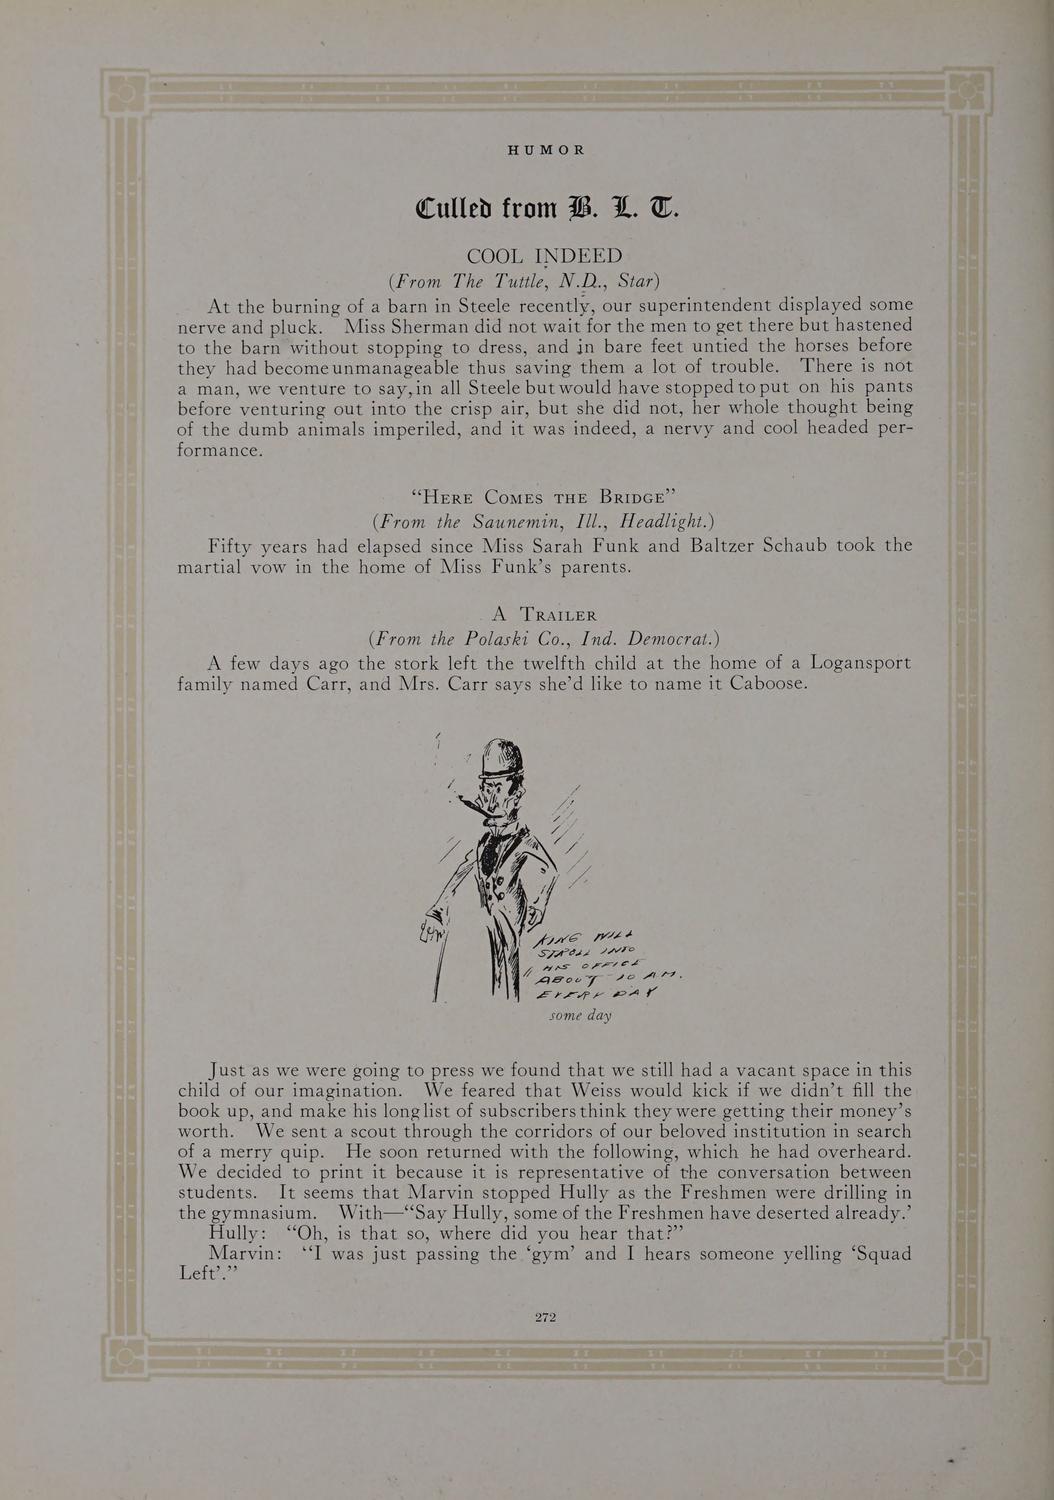 HUMOR
Culled from B. L. T.
COOL INDEED
(From The Tuttle, N.D., Star)
At the burning of a barn in Steele recently, our superintendent displayed some
nerve and pluck. Miss Sherman did not wait for the men to get there but hastened
to the barn without stopping to dress, and in bare feet untied the horses before
they had become unmanageable thus saving them a lot of trouble. There is not
a man, we venture to say, in all Steele but would have stopped to put on his pants
before venturing out into the crisp air, but she did not, her whole thought being
of the dumb animals imperiled, and it was indeed, a nervy and cool headed per-
formance.
“Here Comes the Bridge”
(From the Saunemin, Ill., Headlight.)
Fifty years had elapsed since Miss Sarah Funk and Baltzer Schaub took the
martial vow in the home of Miss Funk’s parents.
A Trailer
(From the Polaski Co., Ind. Democrat.)
A few days ago the stork left the twelfth child at the home of a Logansport
family named Carr, and Mrs. Carr says she’d like to name it Caboose.
KING WILL
STROLL INTO
HIS OFFICE
ABOUT 10 A.M.
EVERY DAY
some day
Just as we were going to press we found that we still had a vacant space in this
child of our imagination. We feared that Weiss would kick if we didn’t fill the
book up, and make his long list of subscribers think they were getting their money’s
worth. We sent a scout through the corridors of our beloved institution in search
of a merry quip. He soon returned with the following, which he had overheard.
We decided to print it because it is representative of the conversation between
students. It seems that Marvin stopped Hully as the Freshmen were drilling in
the gymnasium. With—“Say Hully, some of the Freshmen have deserted already.’
Hully: “Oh, is that so, where did you hear that?”
Marvin: “I was just passing the ‘gym’ and I hears someone yelling ‘Squad
Left’.”
272